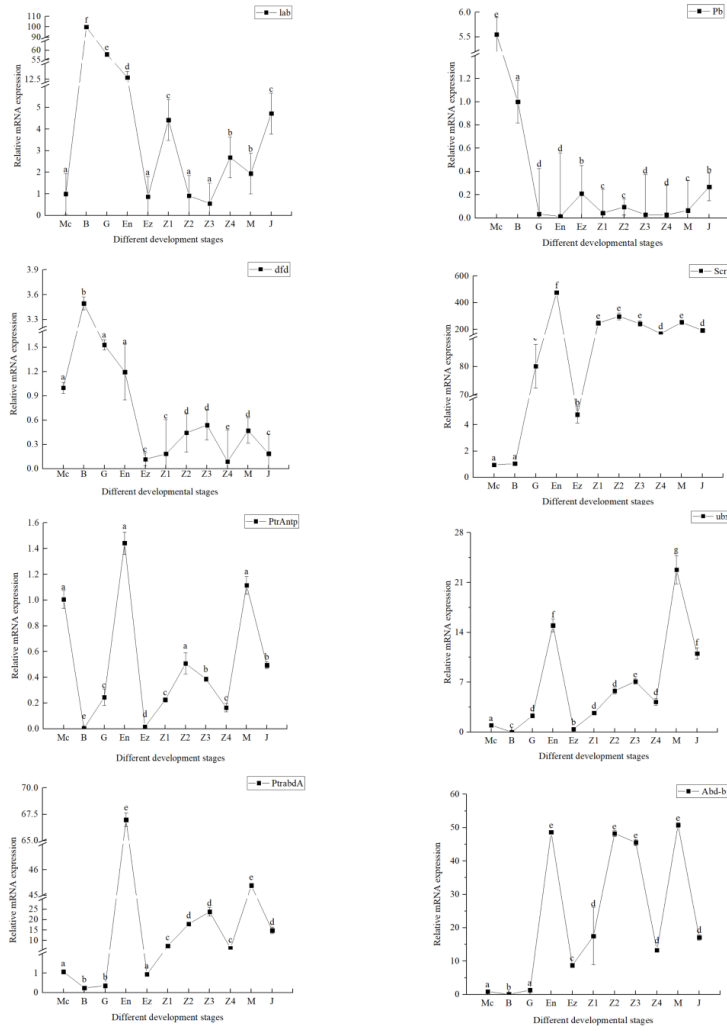 lab
Relative mRNA expression
110
100
90
60
55
12.5
5
4
3
2
1
0
a f e d a c a a b b c
Mc B G En Ez Z1 Z2 Z3 Z4 M J
Different development stages
Pb
Relative mRNA expression
6.0
5.5
1.2
1.0
0.8
0.6
0.4
0.2
0.0
e a d d b c c d d c b
Mc B G En Ez Z1 Z2 Z3 Z4 M J
Different developmental stages
dfd
Relative mRNA expression
3.9
3.6
3.3
1.5
1.2
0.9
0.6
0.3
0.0
a b a a c c d d e d c
Mc B G En Ez Z1 Z2 Z3 Z4 M J
Different developmental stages
Scr
Relative mRNA expression
600
400
200
80
70
4
2
0
a a f b e e e d e d
Mc B G En Ez Z1 Z2 Z3 Z4 M J
Different developmental stages
PtrAntp
Relative mRNA expression
1.6
1.4
1.2
1.0
0.8
0.6
0.4
0.2
0.0
a e c a d c a b c a b
Mc B G En Ez Z1 Z2 Z3 Z4 M J
Different development stages
ubx
Relative mRNA expression
28
21
14
7
0
a c d f b d d e d g f
Mc B G En Ez Z1 Z2 Z3 Z4 M J
Different development stages
PtrabdA
Relative mRNA expression
70.0
67.5
65.0
46
45
25
20
15
10
1
0
a b b e a c d d c e d
Mc B G En Ez Z1 Z2 Z3 Z4 M J
Different development stages
Abd-b
Relative mRNA expression
60
50
40
30
20
10
0
a b a e c d e e d e d
Mc B G En Ez Z1 Z2 Z3 Z4 M J
Different developmental stages